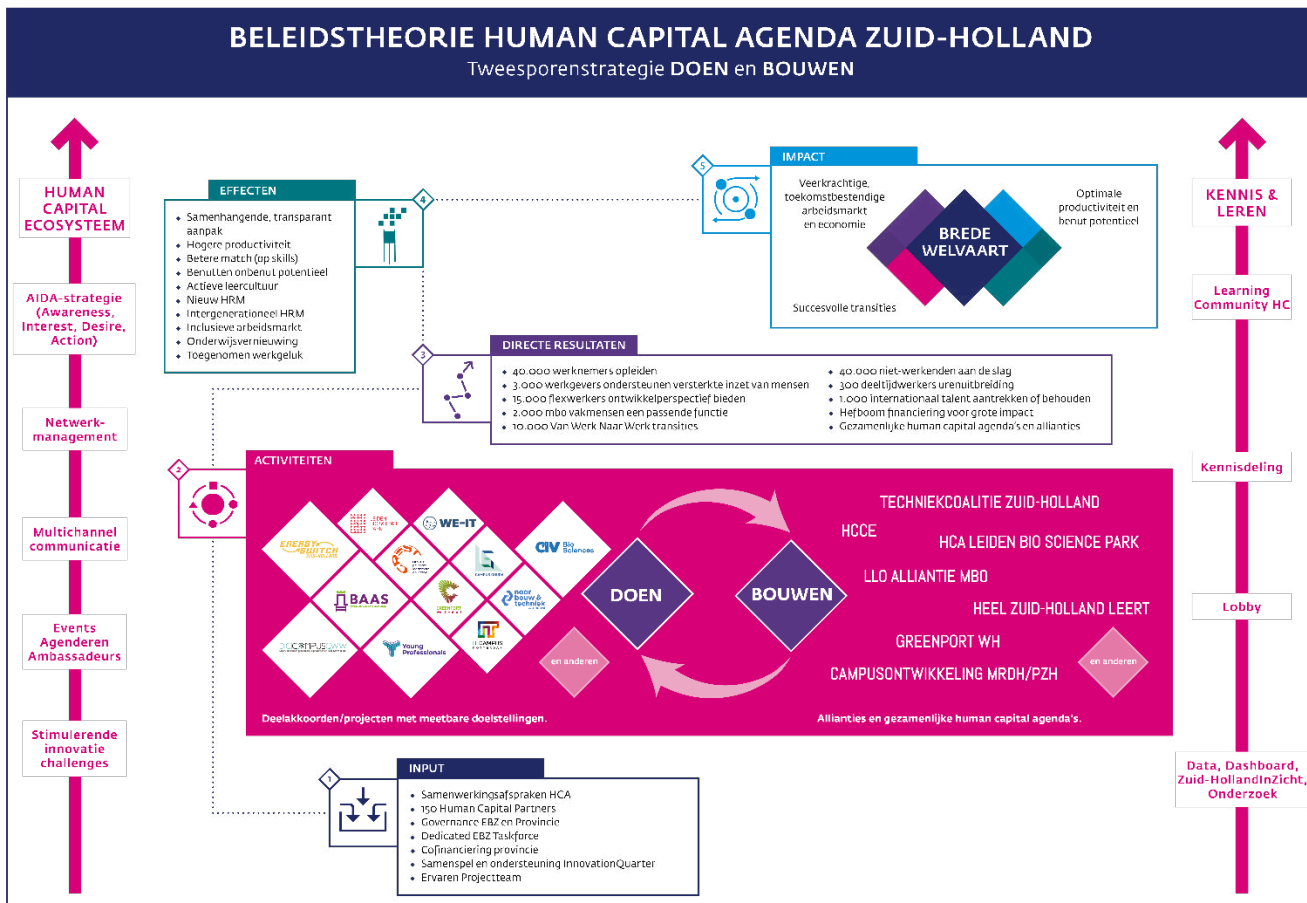 BELEIDSTHEORIE HUMAN CAPITAL AGENDA ZUID-HOLLAND
Tweesporenstrategie DOEN en BOUWEN
HUMAN
CAPITAL
ECOSYSTEEM
AIDA-strategie
(Awareness,
Interest, Desire,
Action)
Netwerk-
management
Multichannel
communicatie
Events
Agenderen
Ambassadeurs
Stimulerende
innovatie
challenges
EFFECTEN
4
Samenhangende, transparant
aanpak
Hogere productiviteit
Betere match (op skills)
Benutten onbenut potentieel
Actieve leercultuur
Nieuw HRM
Intergenerationeel HRM
Inclusieve arbeidsmarkt
Onderwijsvernieuwing
Toegenomen werkgeluk
5
IMPACT
Veerkrachtige,
toekomstbestendige
arbeidsmarkt
en economie
BREDE
WELVAART
Optimale
productiviteit en
benut potentieel
Succesvolle transities
3
DIRECTE RESULTATEN
40.000 werknemers opleiden
3.000 werkgevers ondersteunen versterkte inzet van mensen
15.000 flexwerkers ontwikkelperspectief bieden
2.000 mbo vakmensen een passende functie
10.000 Van Werk Naar Werk transities
40.000 niet-werkenden aan de slag
300 deeltijdwerkers urenuitbreiding
1.000 internationaal talent aantrekken of behouden
Hefboom financiering voor grote impact
Gezamenlijke human capital agenda's en allianties
2
ACTIVITEITEN
ENERGY
SWITCH
WE-IT
CIV Bio
Sciences
BAAS
naar
bouw &
techniek
Young
Professionals
IT CAMPUS
ROTTERDAM
en anderen
DOEN
BOUWEN
TECHNIEKCOALITIE ZUID-HOLLAND
HCCE
HCA LEIDEN BIO SCIENCE PARK
LLO ALLIANTIE MBO
HEEL ZUID-HOLLAND LEERT
GREENPORT WH
CAMPUSONTWIKKELING MRDH/PZH
en anderen
Deelakkoorden/projecten met meetbare doelstellingen.
Allianties en gezamenlijke human capital agenda's.
1
INPUT
Samenwerkingsafspraken HCA
150 Human Capital Partners
Governance EBZ en Provincie
Dedicated EBZ Taskforce
Cofinanciering provincie
Samenspel en ondersteuning InnovationQuarter
Ervaren Projectteam
KENNIS &
LEREN
Learning
Community HC
Kennisdeling
Lobby
Data, Dashboard,
Zuid-HollandInZicht,
Onderzoek